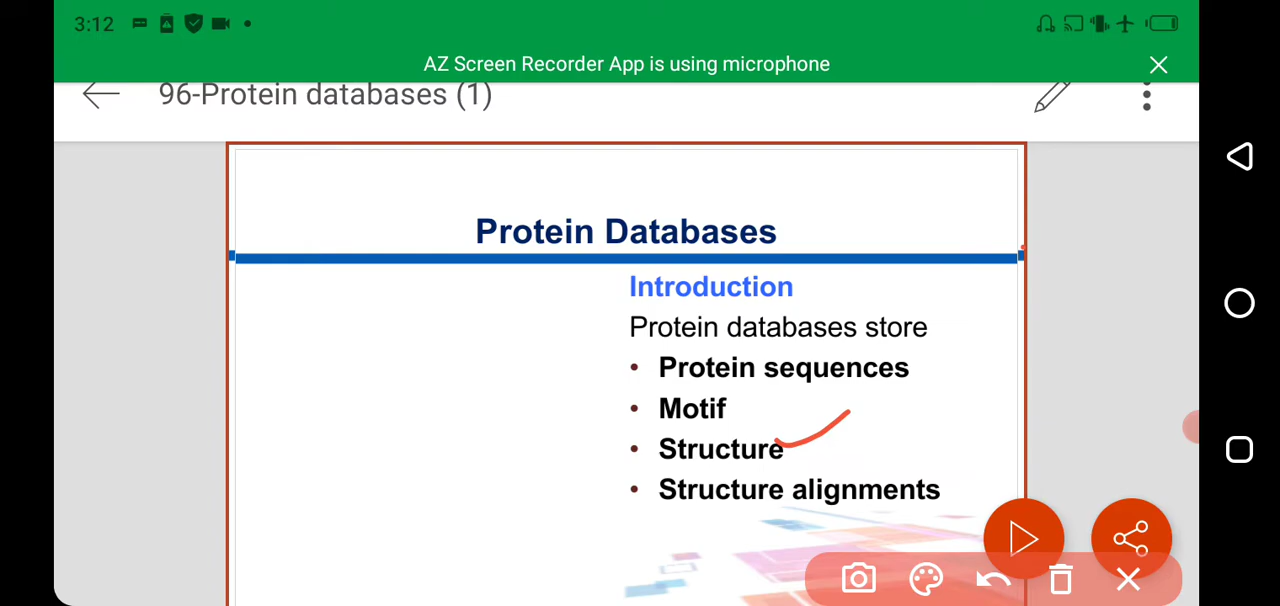 3:12
AZ Screen Recorder App is using microphone
96-Protein databases (1)
Protein Databases
Introduction
Protein databases store
• Protein sequences
• Motif
• Structure
• Structure alignments